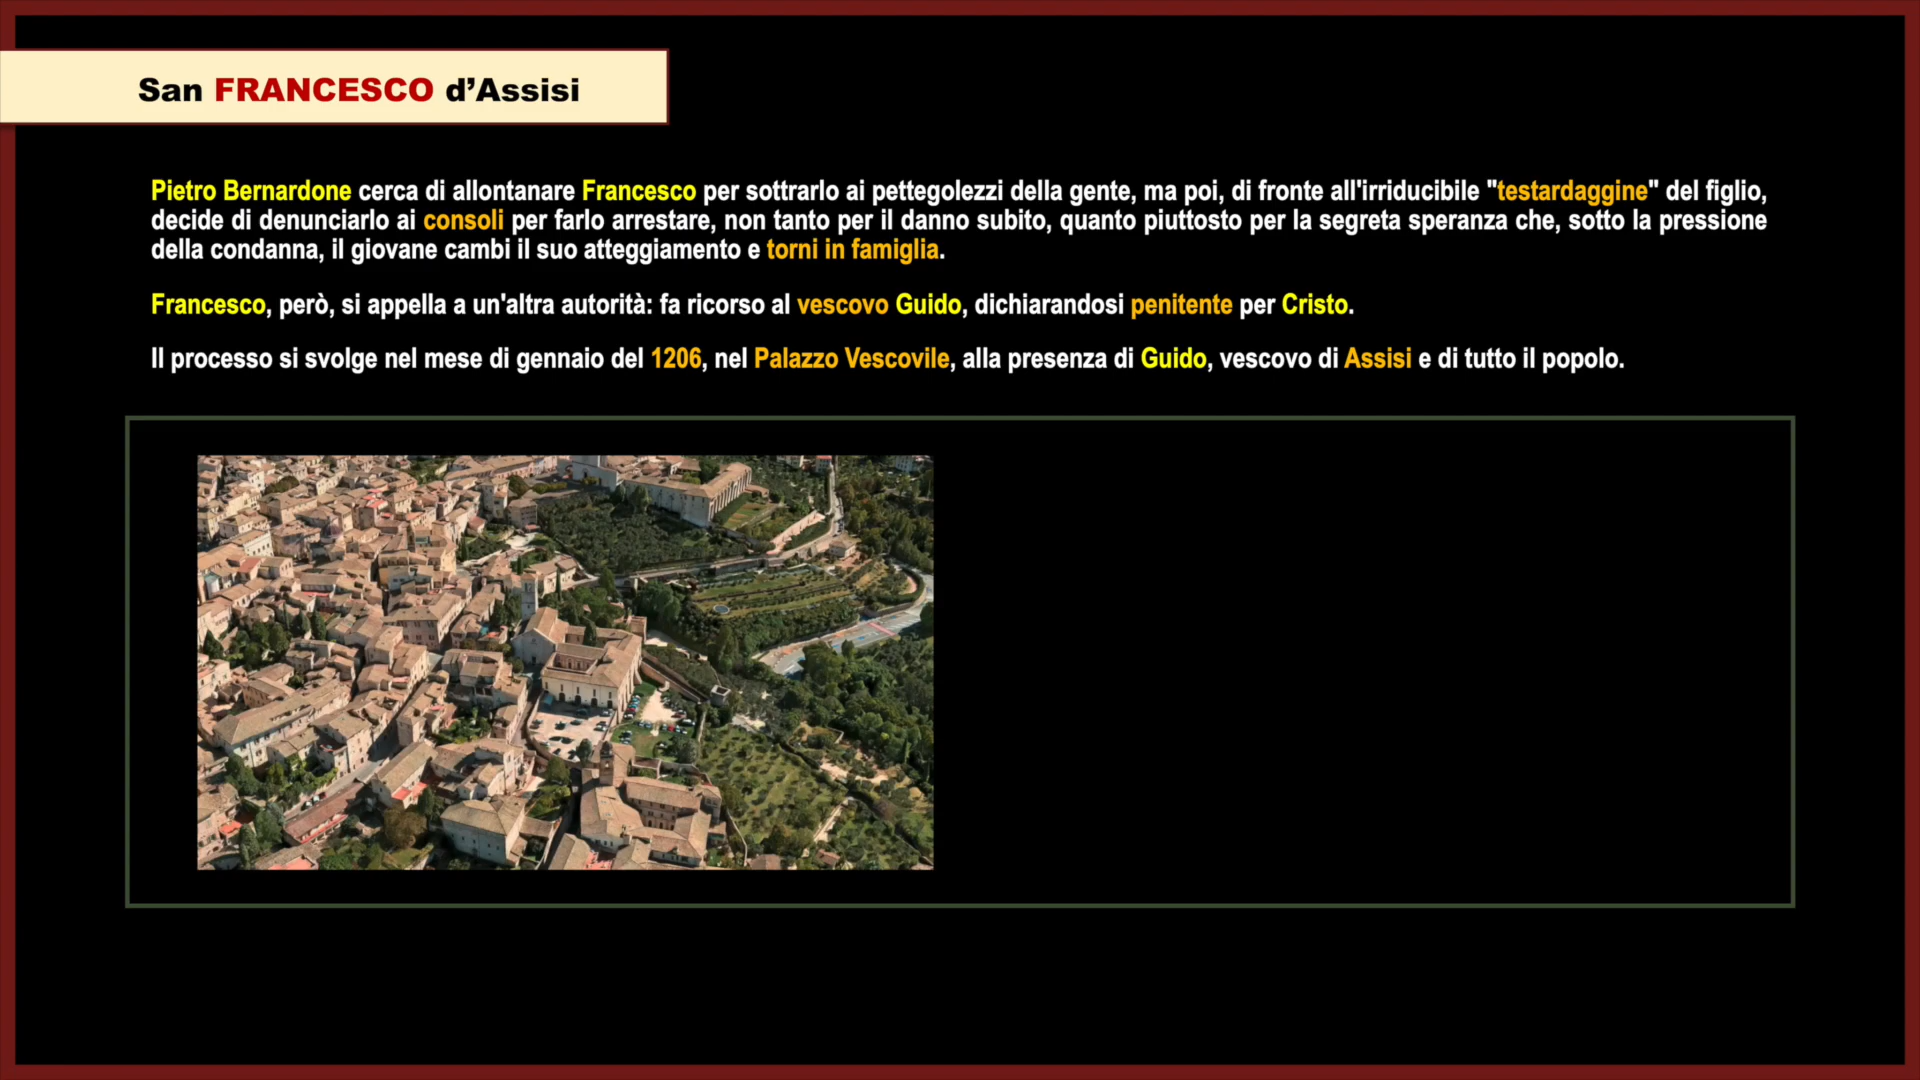 San FRANCESCO d’Assisi
Pietro Bernardone cerca di allontanare Francesco per sottrarlo ai pettegolezzi della gente, ma poi, di fronte all'irriducibile "testardaggine" del figlio,
decide di denunciarlo ai consoli per farlo arrestare, non tanto per il danno subito, quanto piuttosto per la segreta speranza che, sotto la pressione
della condanna, il giovane cambi il suo atteggiamento e torni in famiglia.
Francesco, però, si appella a un'altra autorità: fa ricorso al vescovo Guido, dichiarandosi penitente per Cristo.
Il processo si svolge nel mese di gennaio del 1206, nel Palazzo Vescovile, alla presenza di Guido, vescovo di Assisi e di tutto il popolo.